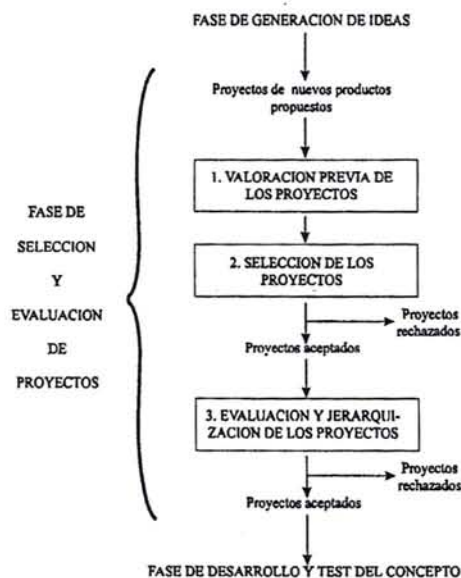 FASE DE GENERACION DE IDEAS
Proyectos de nuevos productos
propuestos
1. VALORACION PREVIA DE
LOS PROYECTOS
FASE DE
SELECCION
Y
EVALUACION
DE
PROYECTOS
2. SELECCION DE LOS
PROYECTOS
Proyectos
rechazados
Proyectos aceptados
3. EVALUACION Y JERARQUI-
ZACION DE LOS PROYECTOS
Proyectos
rechazados
Proyectos aceptados
FASE DE DESARROLLO Y TEST DEL CONCEPTO